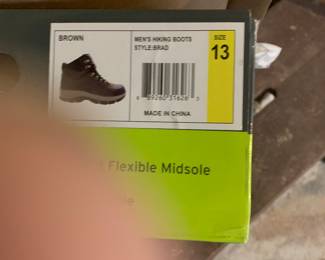 BROWN
MEN'S HIKING BOOTS
STYLE:BRAD
SIZE
13
MADE IN CHINA
Flexible Midsole